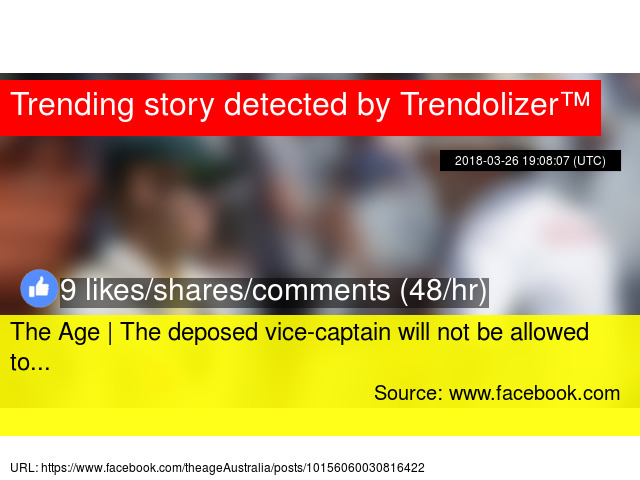 Trending story detected by Trendolizer™
2018-03-26 19:08:07 (UTC)
9 likes/shares/comments (48/hr)
The Age | The deposed vice-captain will not be allowed
to...
Source: www.facebook.com
URL: https://www.facebook.com/theageAustralia/posts/10156060030816422